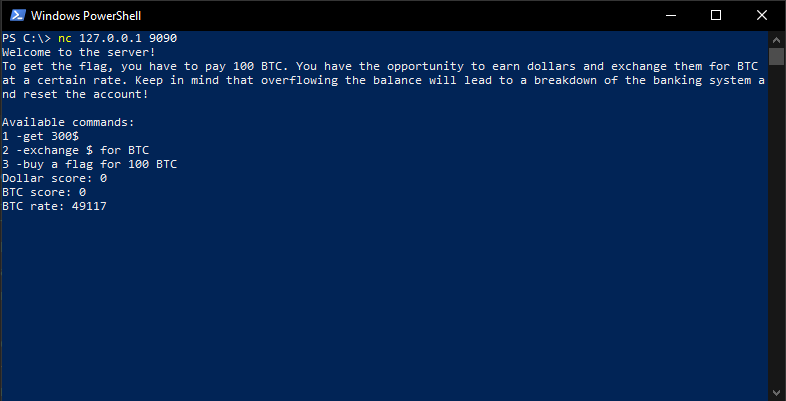 Windows PowerShell
PS C:\> nc 127.0.0.1 9090
Welcome to the server!
To get the flag, you have to pay 100 BTC. You have the opportunity to earn dollars and exchange them for BTC
at a certain rate. Keep in mind that overflowing the balance will lead to a breakdown of the banking system a
nd reset the account!
Available commands:
1 -get 300$
2 -exchange $ for BTC
3 -buy a flag for 100 BTC
Dollar score: 0
BTC score: 0
BTC rate: 49117